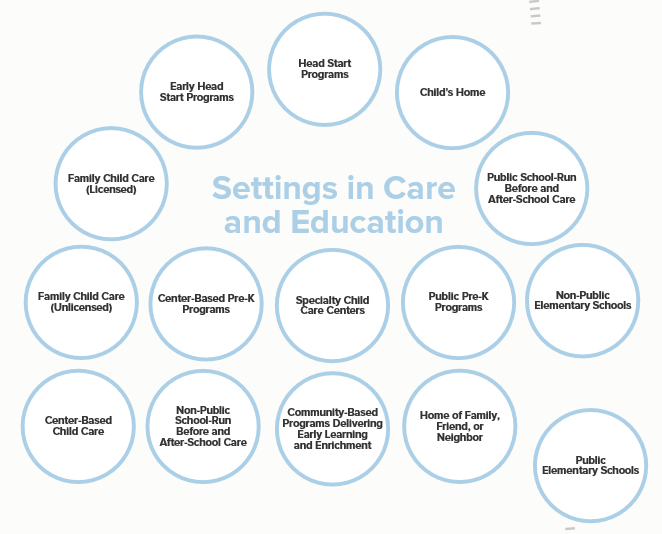 Head Start
Programs
Early Head
Start Programs
Child's Home
Family Child Care
(Licensed)
Settings in Care
and Education
Public School-Run
Before and
After-School Care
Family Child Care
(Unlicensed)
Center-Based Pre-K
Programs
Specialty Child
Care Centers
Public Pre-K
Programs
Non-Public
Elementary Schools
Center-Based
Child Care
Non-Public
School-Run
Before and
After-School Care
Community-Based
Programs Delivering
Early Learning
and Enrichment
Home of Family,
Friend, or
Neighbor
Public
Elementary Schools